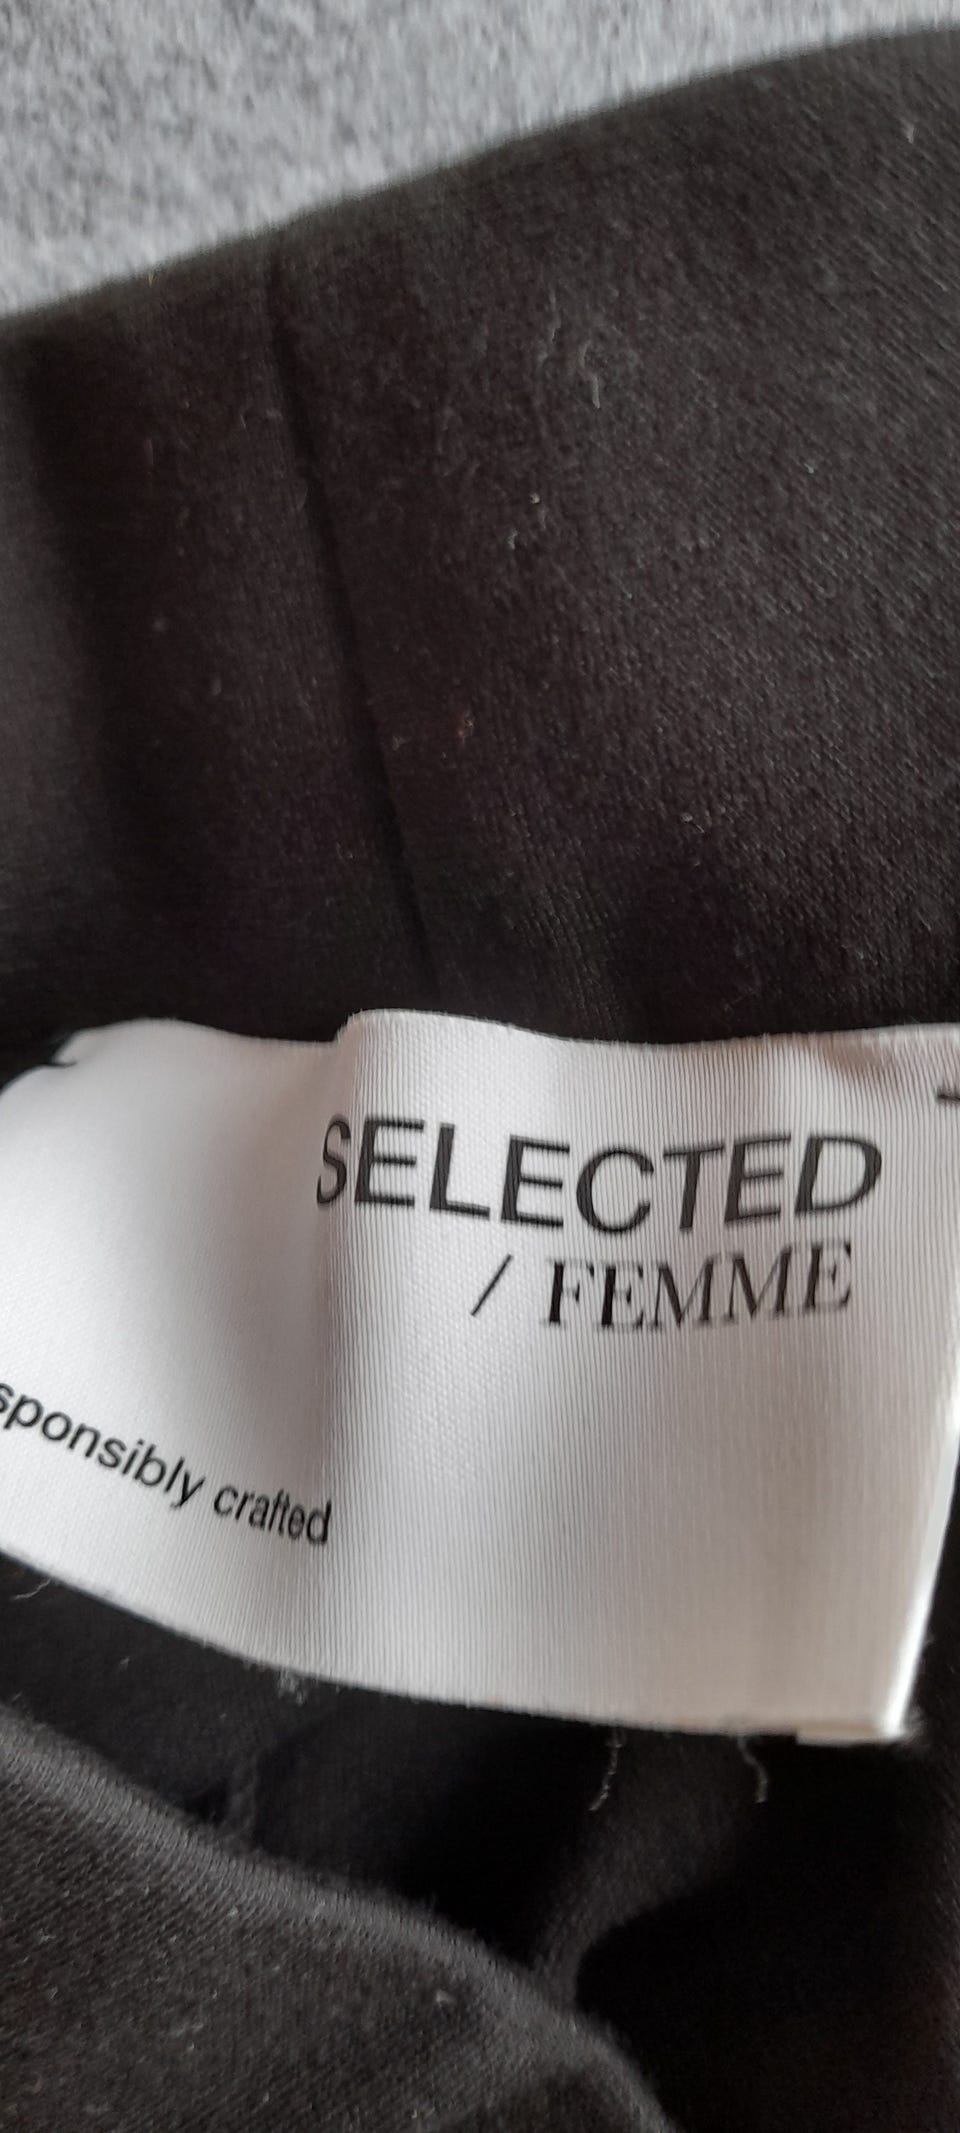 SELECTED
/ FEMME
sponsibly crafted